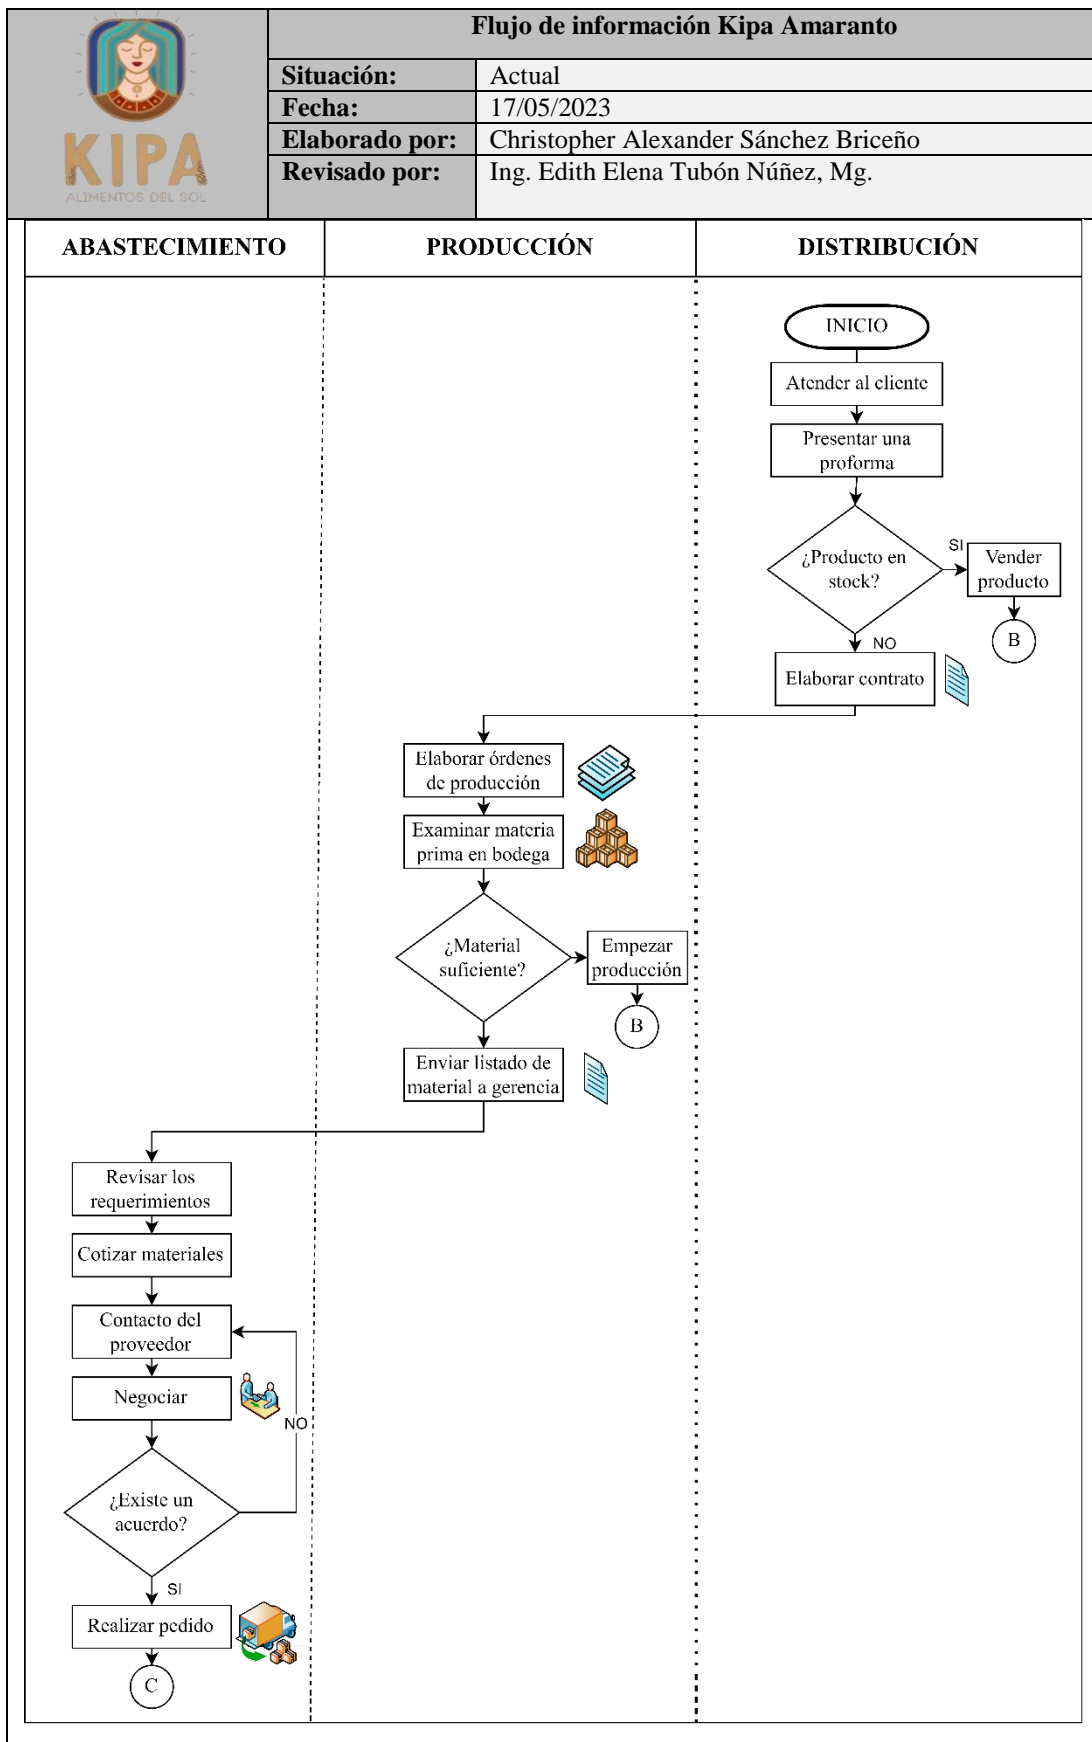 KIPA
ALIMENTOS DEL SOL
Flujo de información Kipa Amaranto
Situación: Actual
Fecha: 17/05/2023
Elaborado por: Christopher Alexander Sánchez Briceño
Revisado por: Ing. Edith Elena Tubón Núñez, Mg.
ABASTECIMIENTO PRODUCCIÓN DISTRIBUCIÓN
INICIO
Atender al cliente
Presentar una
proforma
¿Producto en
stock?
SI
Vender
producto
B
NO
Elaborar contrato
Elaborar órdenes
de producción
Examinar materia
prima en bodega
¿Material
suficiente?
Empezar
producción
B
Enviar listado de
material a gerencia
Revisar los
requerimientos
Cotizar materiales
Contacto del
proveedor
Negociar
NO
¿Existe un
acuerdo?
SI
Realizar pedido
C